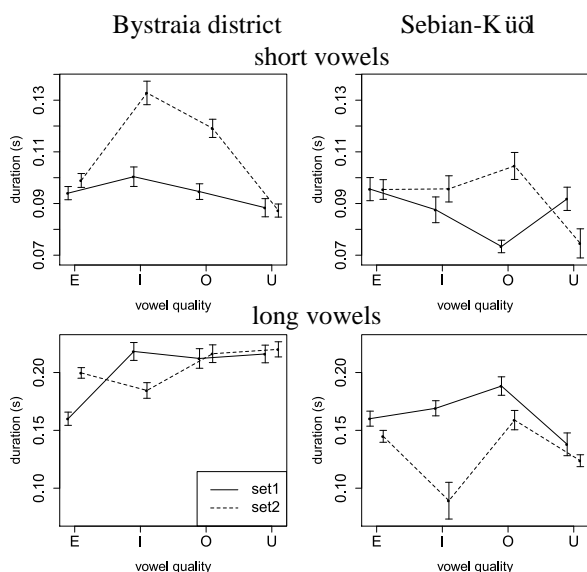 Bystraia district Sebian-Küöl
short vowels
duration (s)
0.07 0.09 0.11 0.13
E I O U
vowel quality
duration (s)
0.07 0.09 0.11 0.13
E I O U
vowel quality
long vowels
duration (s)
0.10 0.15 0.20
set1
set2
E I O U
vowel quality
duration (s)
0.10 0.15 0.20
E I O U
vowel quality